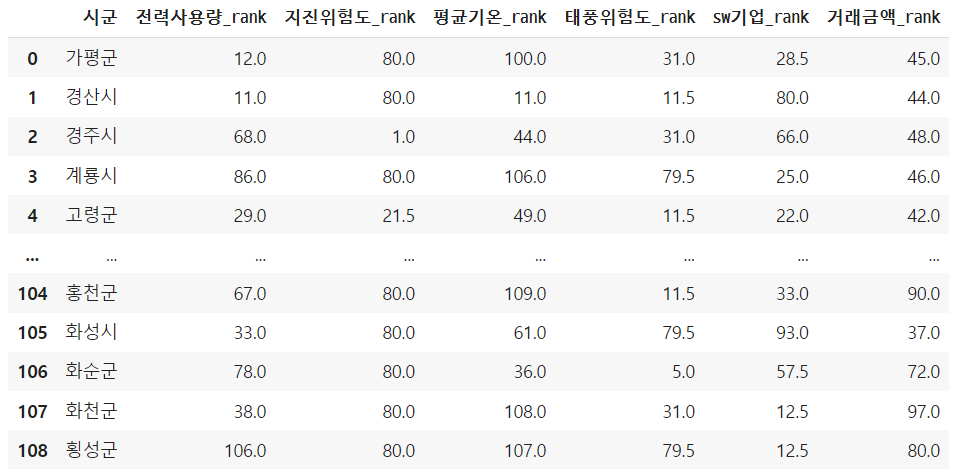 시군 전력사용량_rank 지진위험도_rank 평균기온_rank 태풍위험도_rank sw기업_rank 거래금액_rank
0 가평군 12.0 80.0 100.0 31.0 28.5 45.0
1 경산시 11.0 80.0 11.0 11.5 80.0 44.0
2 경주시 68.0 1.0 44.0 31.0 66.0 48.0
3 계룡시 86.0 80.0 106.0 79.5 25.0 46.0
4 고령군 29.0 21.5 49.0 11.5 22.0 42.0
... ... ... ... ... ... ... ...
104 홍천군 67.0 80.0 109.0 11.5 33.0 90.0
105 화성시 33.0 80.0 61.0 79.5 93.0 37.0
106 화순군 78.0 80.0 36.0 5.0 57.5 72.0
107 화천군 38.0 80.0 108.0 31.0 12.5 97.0
108 횡성군 106.0 80.0 107.0 79.5 12.5 80.0